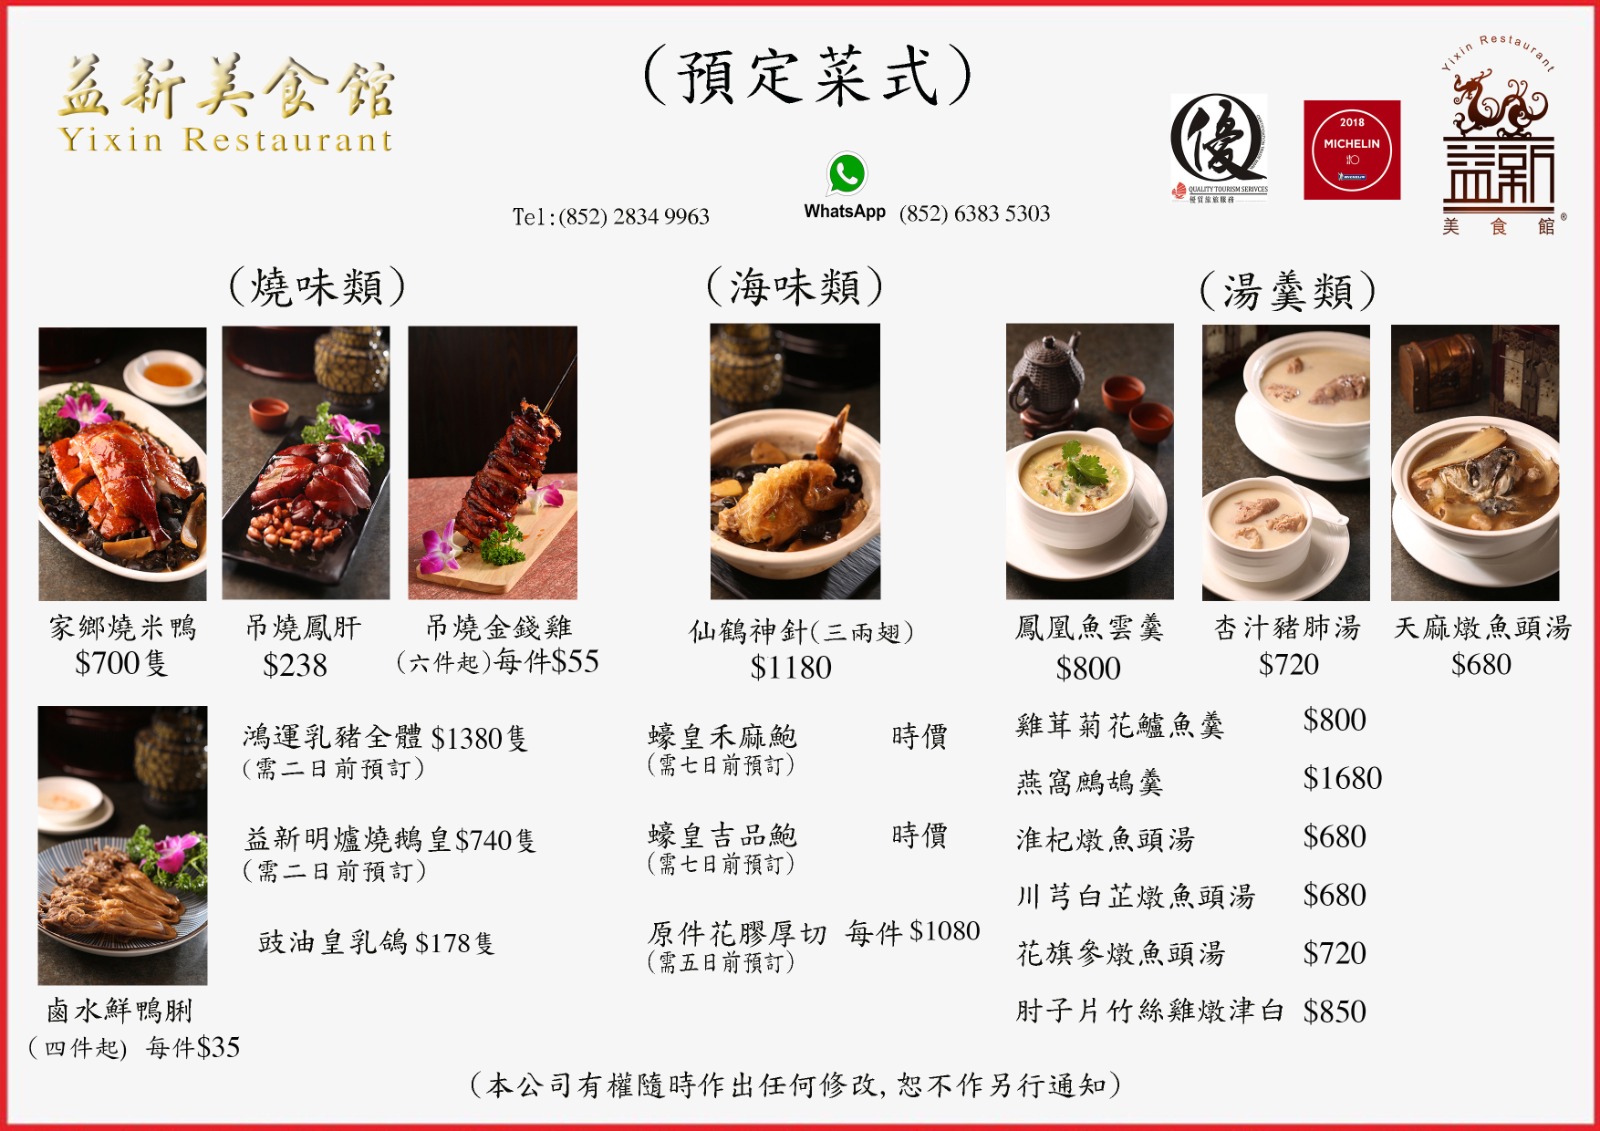 益新美食館
Yixin Restaurant
(預定菜式)
Tel:(852) 2834 9963
WhatsApp (852) 6383 5303
優
QUALITY TOURISM SERIVCES
優質旅遊服務
2018
MICHELIN
Yixin Restaurant
益新
美食館®
(燒味類)
家鄉燒米鴨
$700隻
吊燒鳳肝
$238
吊燒金錢雞
(六件起)每件$55
鹵水鮮鴨脷
(四件起) 每件$35
鴻運乳豬全體 $1380隻
(需二日前預訂)
益新明爐燒鵝皇$740隻
(需二日前預訂)
豉油皇乳鴿 $178隻
(海味類)
仙鶴神針(三兩翅)
$1180
蠔皇禾麻鮑 時價
(需七日前預訂)
蠔皇吉品鮑 時價
(需七日前預訂)
原件花膠厚切 每件 $1080
(需五日前預訂)
(湯羹類)
鳳凰魚雲羹
$800
杏汁豬肺湯
$720
天麻燉魚頭湯
$680
雞茸菊花鱸魚羹 $800
燕窩鷓鴣羹 $1680
淮杞燉魚頭湯 $680
川芎白芷燉魚頭湯 $680
花旗參燉魚頭湯 $720
肘子片竹絲雞燉津白 $850
(本公司有權隨時作出任何修改,恕不作另行通知)